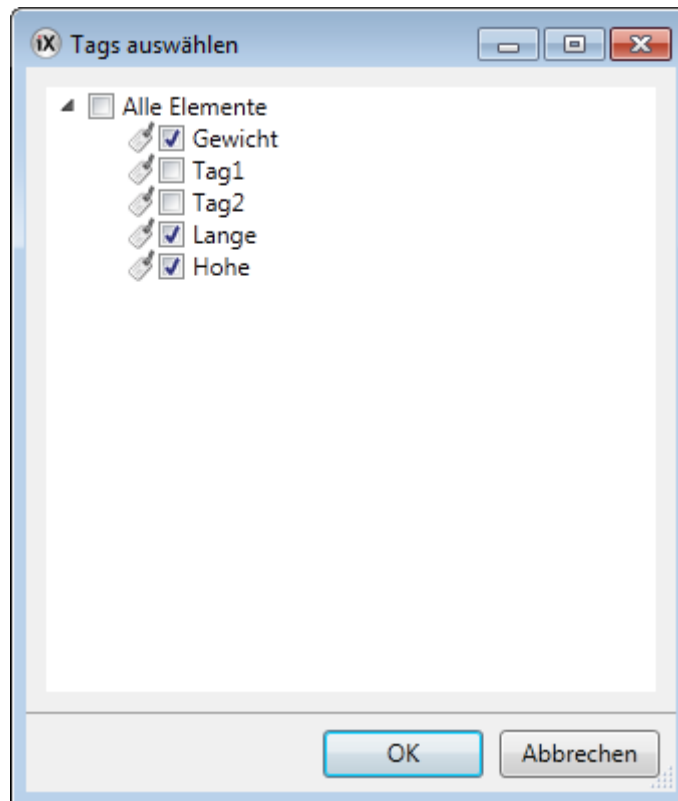 iX Tags auswählen
Alle Elemente
Gewicht
Tag1
Tag2
Lange
Hohe
OK Abbrechen